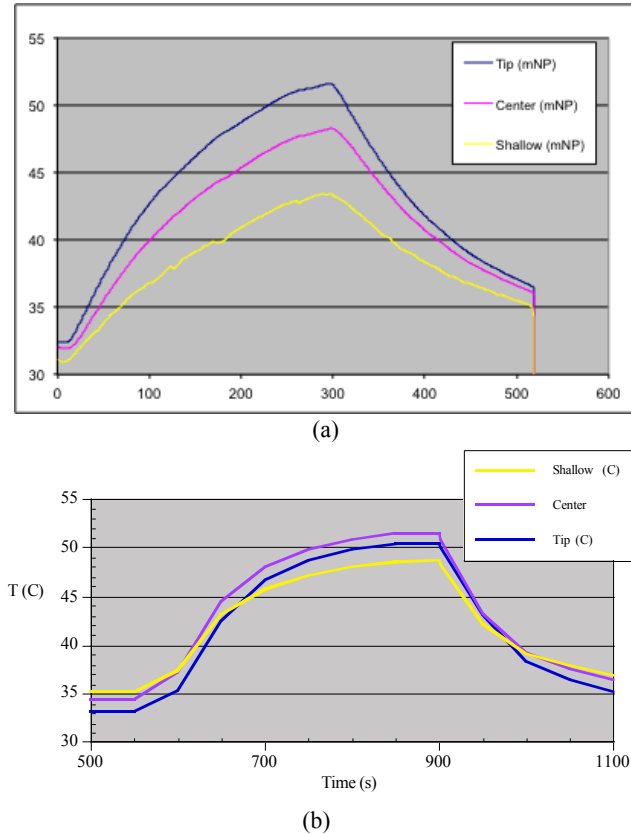 55
50
45
40
35
30
0 100 200 300 400 500 600
Tip (mNP)
Center (mNP)
Shallow (mNP)
(a)
Shallow (C)
Center
Tip (C)
55
50
T (C)
45
40
35
30
500 700 900 1100
Time (s)
(b)